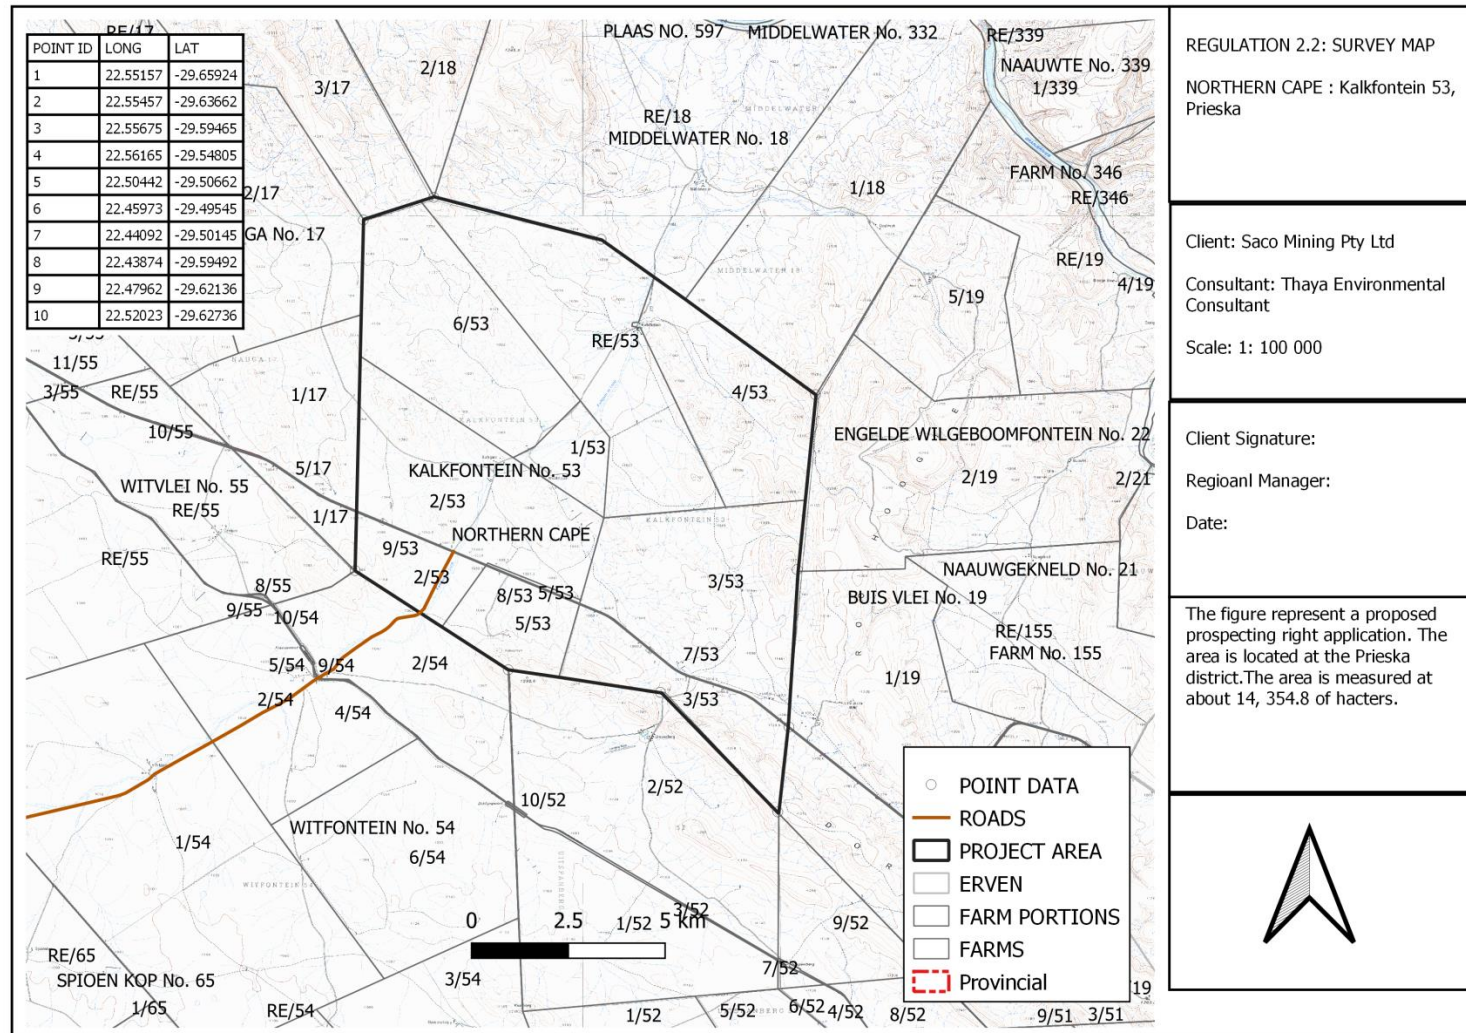 POINT ID LONG LAT
1 22.55157 -29.65924
2 22.55457 -29.63662
3 22.55675 -29.59465
4 22.56165 -29.54805
5 22.50442 -29.50662
6 22.45973 -29.49545
7 22.44092 -29.50145
8 22.43874 -29.59492
9 22.47962 -29.62136
10 22.52023 -29.62736
RE/17
3/17
2/18
PLAAS NO. 597
MIDDELWATER No. 332
RE/339
NAAUWTE No. 339
1/339
RE/18
MIDDELWATER No. 18
MIDDELWATER 18
FARM No. 346
RE/346
1/18
2/17
GA No. 17
RE/19
4/19
MIDDELWATER 18
5/19
6/53
RE/53
11/55
3/55
RE/55
1/17
4/53
10/55
KALKFONTEIN 53
1/53
ENGELDE WILGEBOOMFONTEIN No. 22
5/17
KALKFONTEIN No. 53
2/19
2/21
WITVLEI No. 55
RE/55
2/53
1/17
KALKFONTEIN 53
NORTHERN CAPE
RE/55
9/53
2/53
NAAUWGEKNELD No. 21
3/53
8/55
8/53
5/53
BUIS VLEI No. 19
9/55
10/54
5/53
RE/155
FARM No. 155
5/54
9/54
2/54
7/53
1/19
2/54
3/53
4/54
2/52
10/52
WITFONTEIN No. 54
1/54
6/54
WITFONTEIN 54
0 2.5 5 km
1/52
3/52
9/52
RE/65
SPIOEN KOP No. 65
1/65
3/54
7/52
RE/54
1/52
5/52
6/52
4/52
8/52
9/51
3/51
19
POINT DATA
ROADS
PROJECT AREA
ERVEN
FARM PORTIONS
FARMS
Provincial
REGULATION 2.2: SURVEY MAP
NORTHERN CAPE : Kalkfontein 53,
Prieska
Client: Saco Mining Pty Ltd
Consultant: Thaya Environmental
Consultant
Scale: 1: 100 000
Client Signature:
Regioanl Manager:
Date:
The figure represent a proposed
prospecting right application. The
area is located at the Prieska
district.The area is measured at
about 14, 354.8 of hacters.